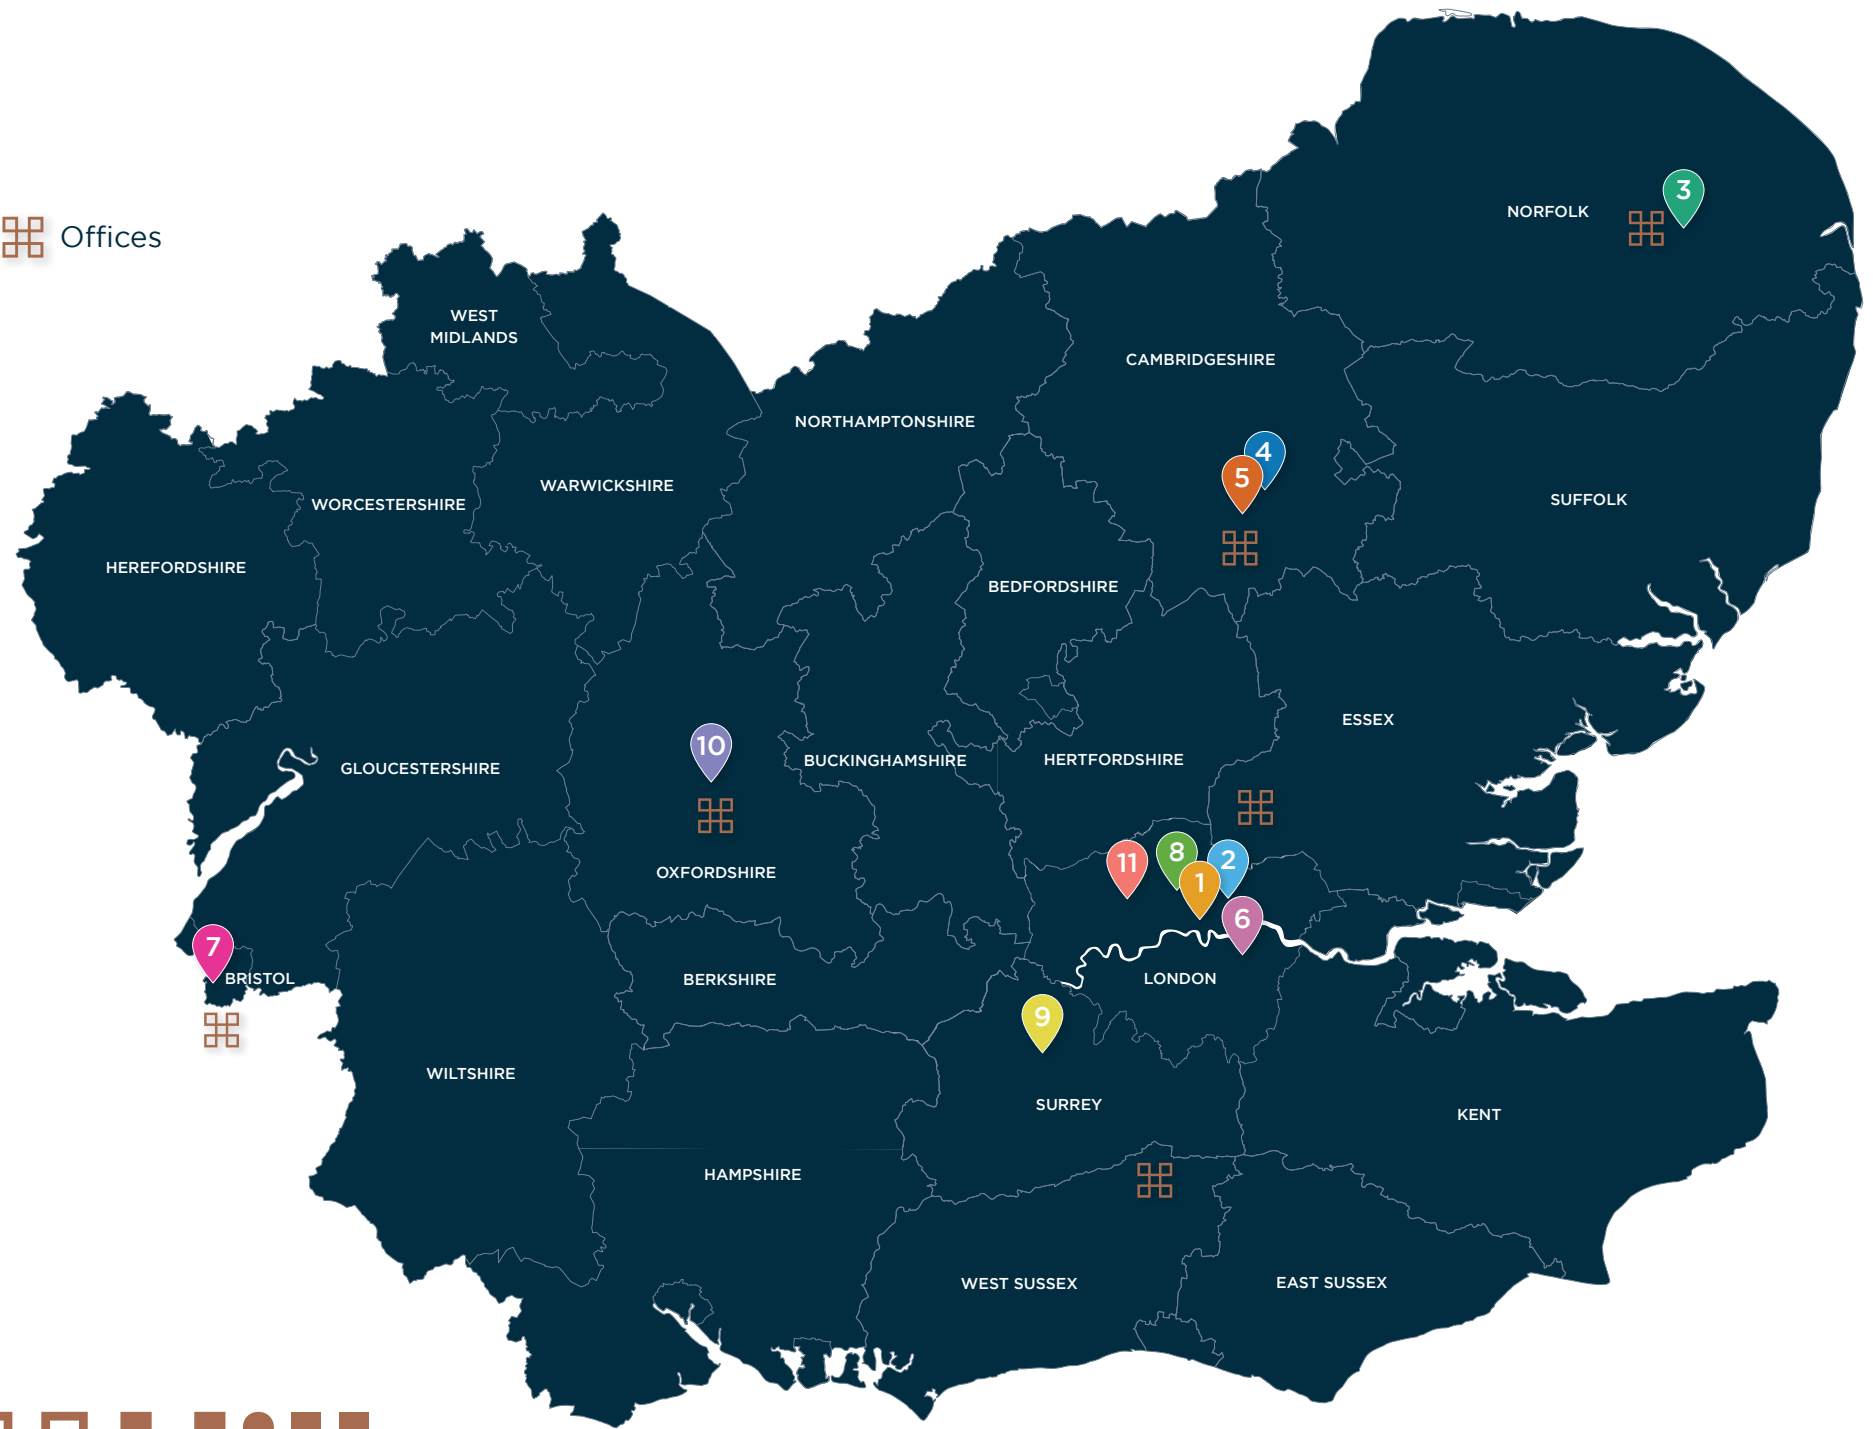 Offices
NORFOLK
3
WEST
MIDLANDS
CAMBRIDGESHIRE
NORTHAMPTONSHIRE
4
5
WARWICKSHIRE
WORCESTERSHIRE
SUFFOLK
HEREFORDSHIRE
BEDFORDSHIRE
ESSEX
10
BUCKINGHAMSHIRE
HERTFORDSHIRE
GLOUCESTERSHIRE
11
8
2
1
OXFORDSHIRE
6
7
BRISTOL
BERKSHIRE
LONDON
9
WILTSHIRE
SURREY
KENT
HAMPSHIRE
WEST SUSSEX
EAST SUSSEX